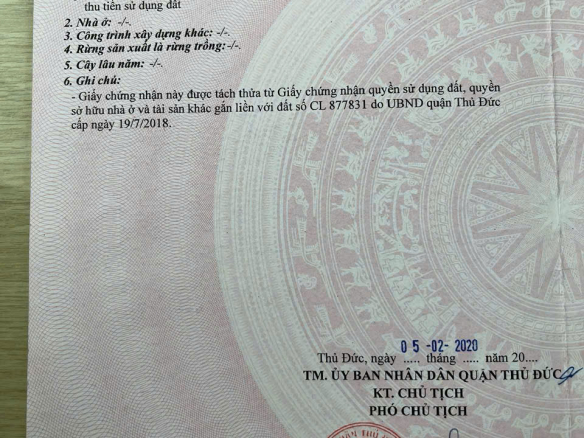 thu tiền sử dụng đất
2. Nhà ở: -/-.
3. Công trình xây dựng khác: -/-.
4. Rừng sản xuất là rừng trồng:-/-.
5. Cây lâu năm: -/-.
6. Ghi chú:
- Giấy chứng nhận này được tách thửa từ Giấy chứng nhận quyền sử dụng đất, quyền
sở hữu nhà ở và tài sản khác gắn liền với đất số CL 877831 do UBND quận Thủ Đức
cấp ngày 19/7/2018.
05-02-2020
Thủ Đức, ngày ..... tháng ..... năm 20....
TM. ỦY BAN NHÂN DÂN QUẬN THỦ ĐỨC
KT. CHỦ TỊCH
PHÓ CHỦ TỊCH